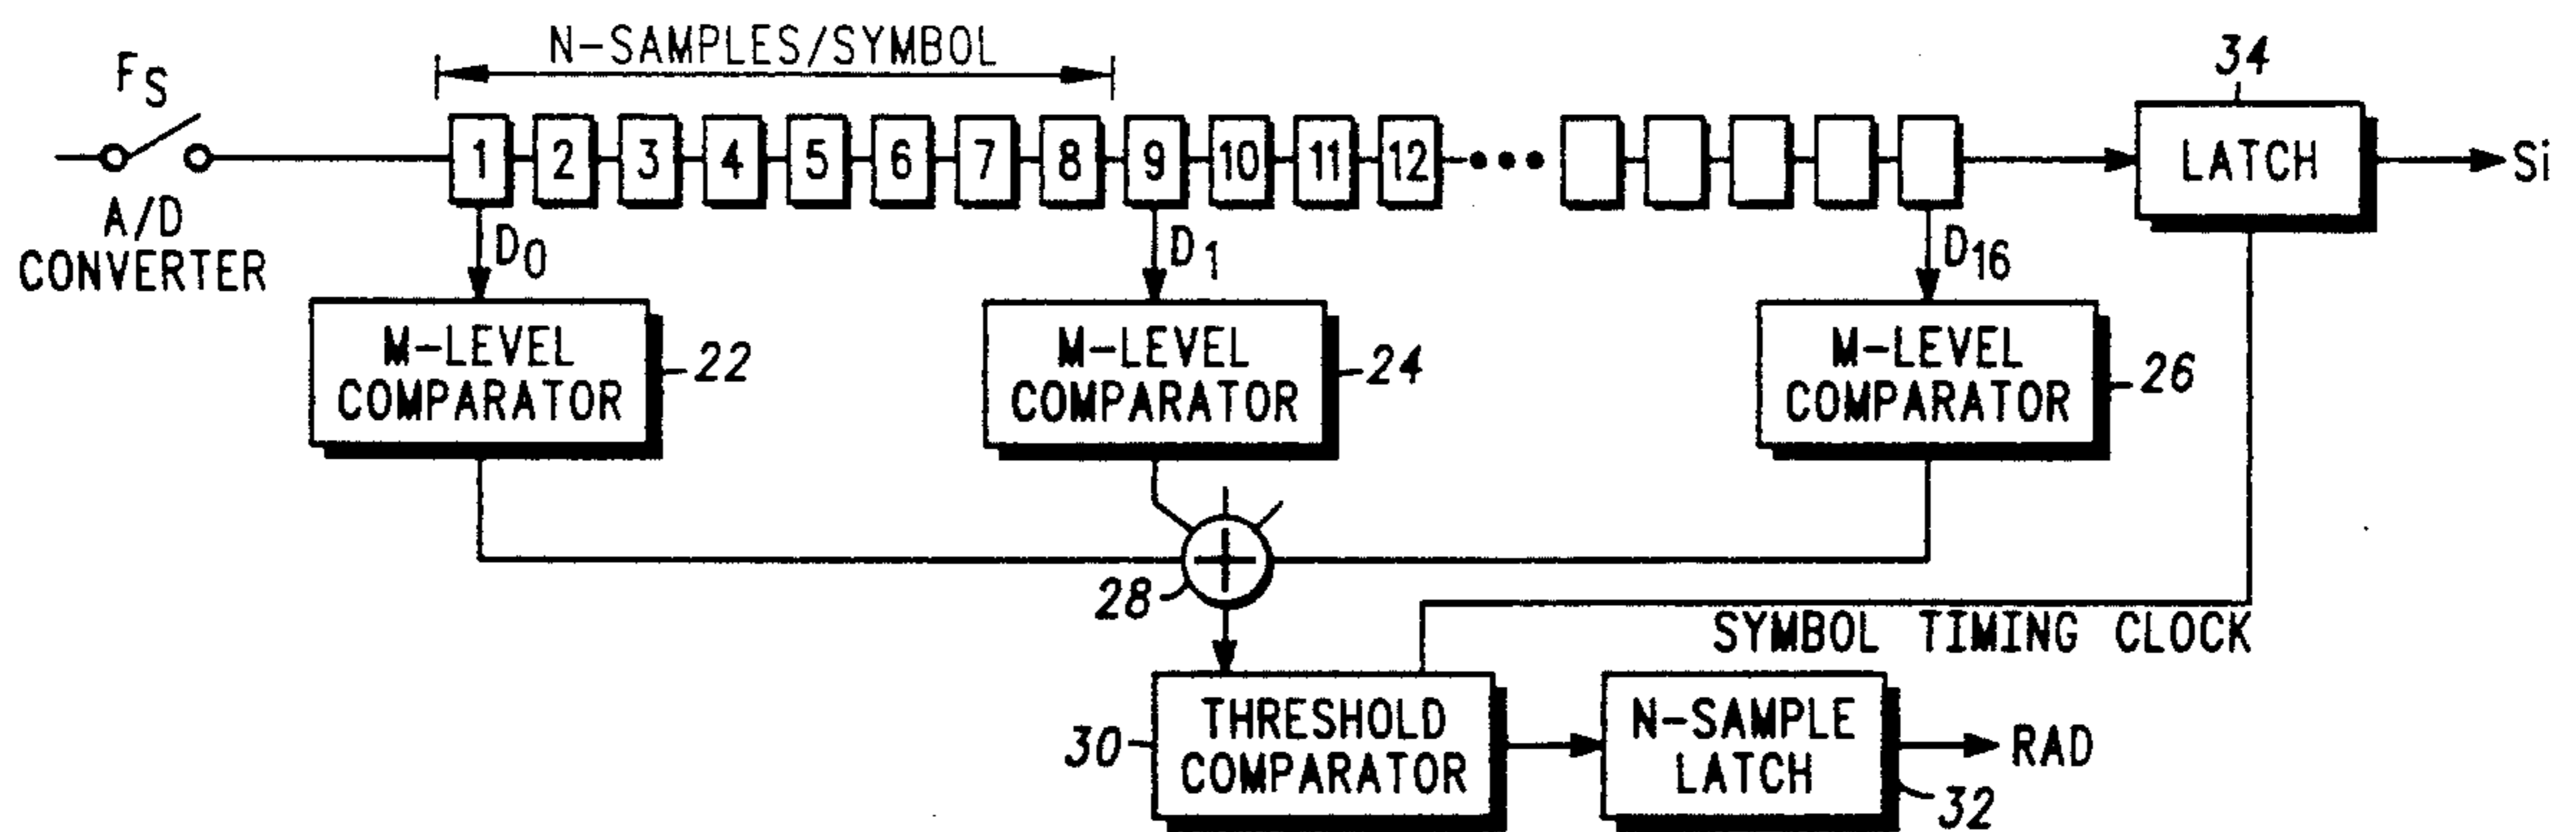 N-SAMPLES/SYMBOL
FS
A/D
CONVERTER
1 2 3 4 5 6 7 8 9 10 11 12
34
LATCH
Si
D0
D1
D16
M-LEVEL
COMPARATOR
22
M-LEVEL
COMPARATOR
24
M-LEVEL
COMPARATOR
26
28
SYMBOL TIMING CLOCK
30
THRESHOLD
COMPARATOR
N-SAMPLE
LATCH
32
RAD